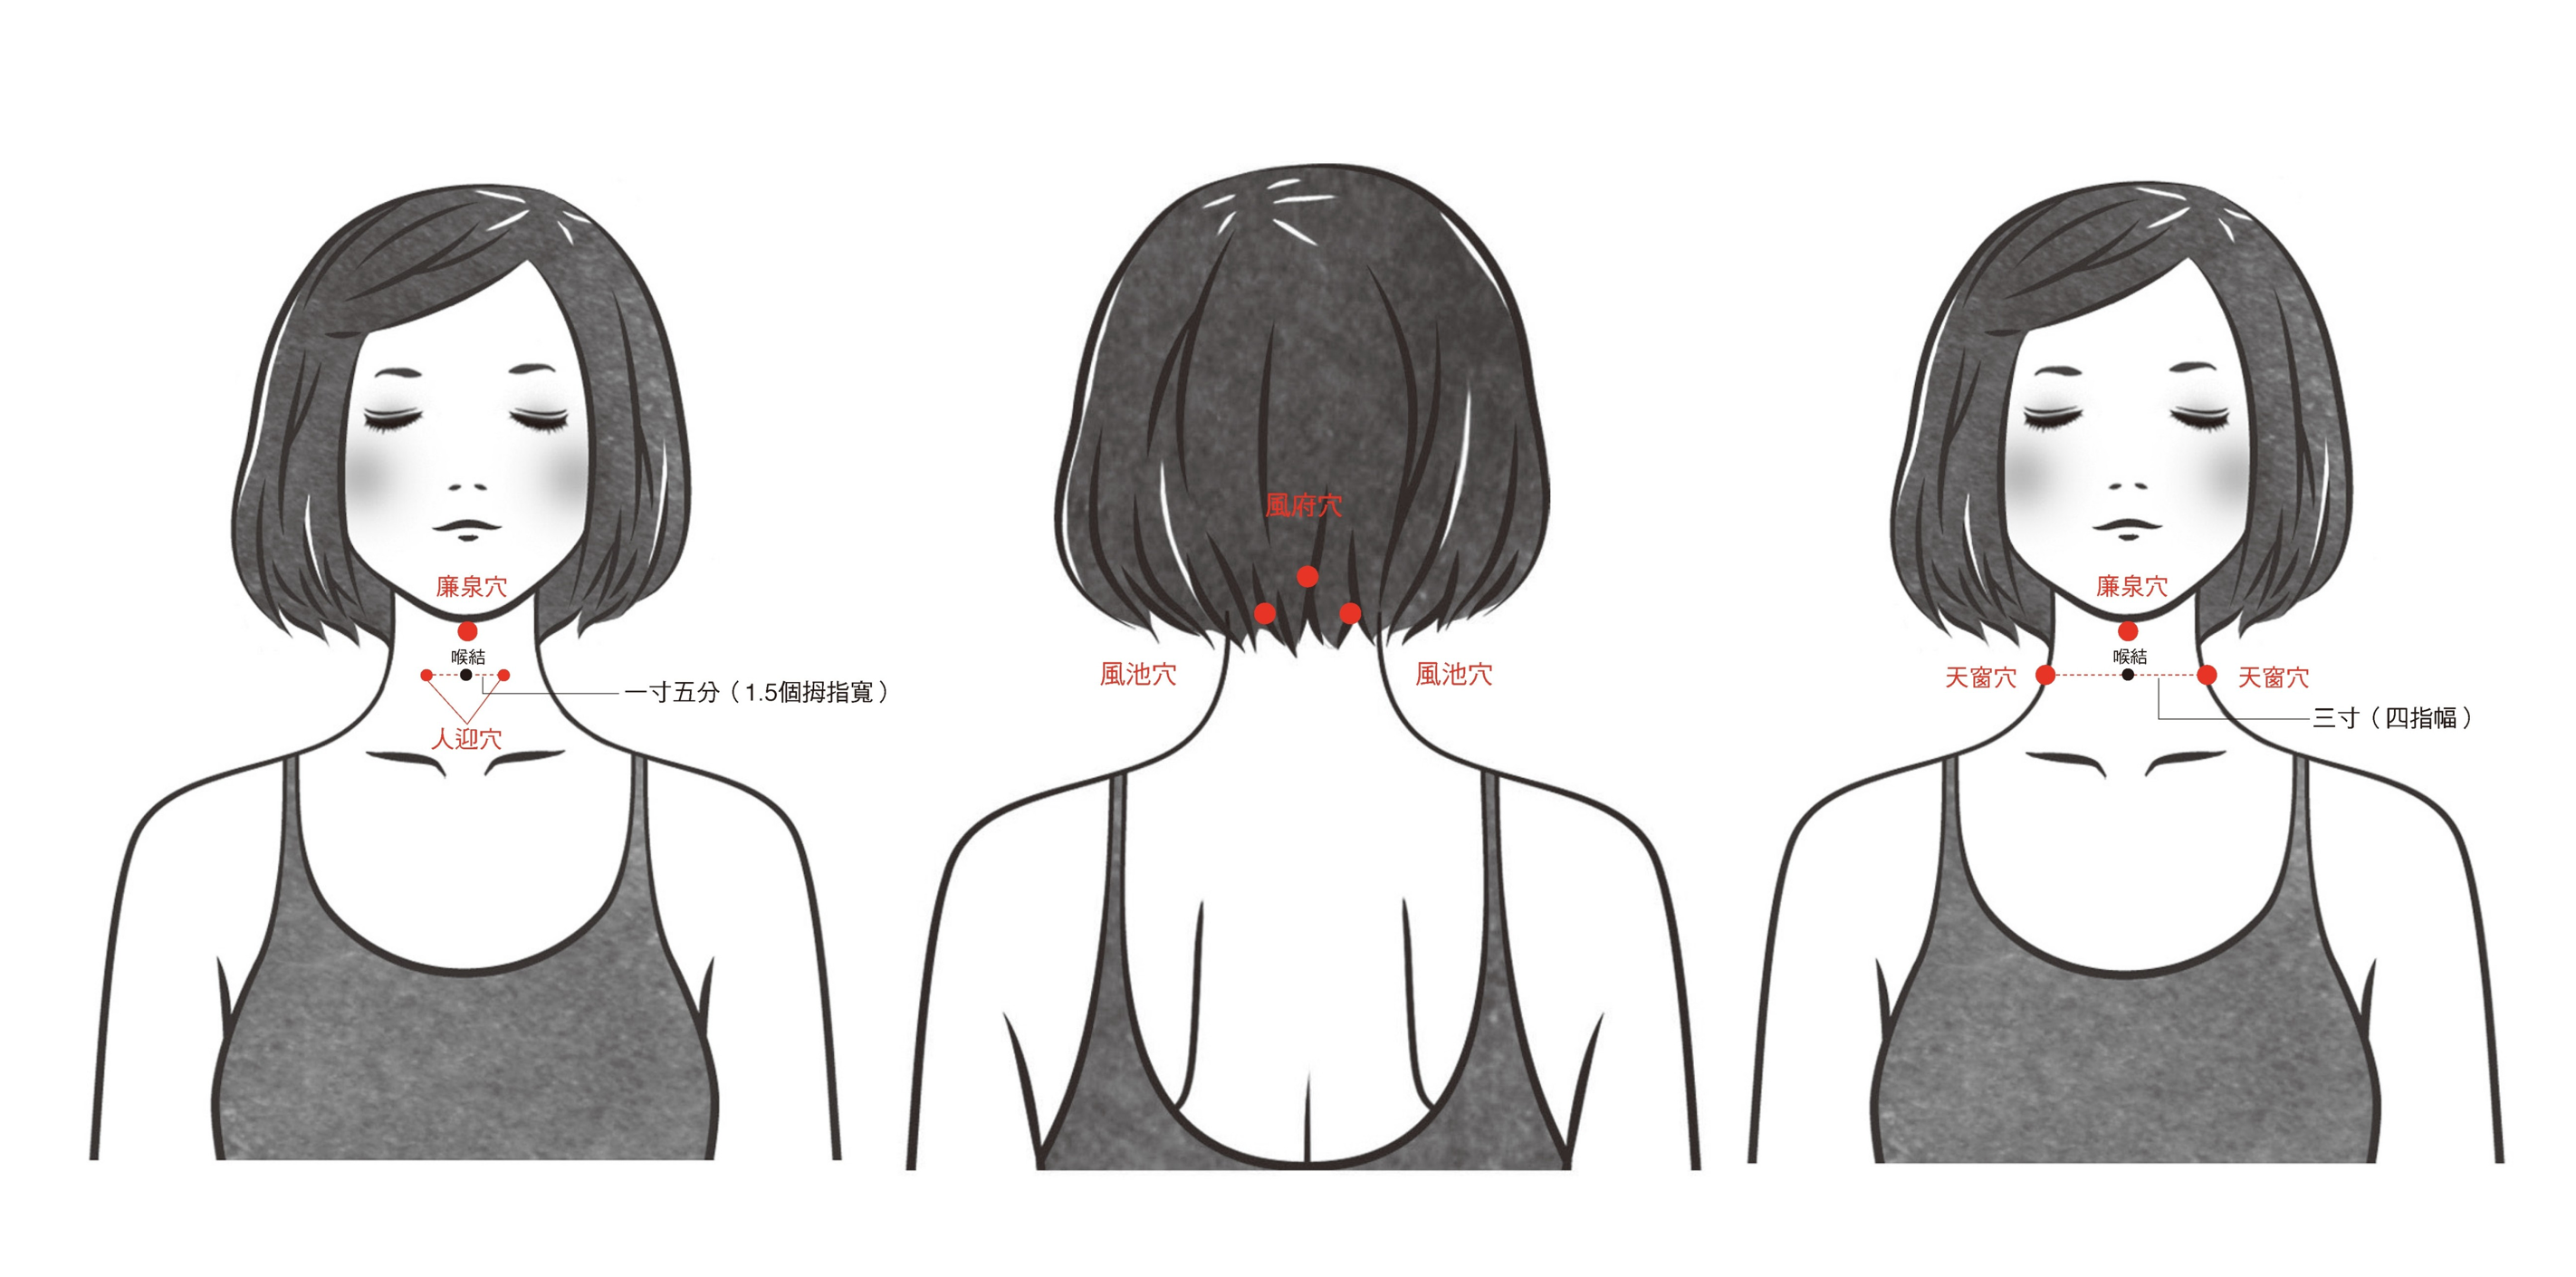 廉泉穴
喉結
一寸五分（1.5個拇指寬）
人迎穴
風府穴
風池穴
風池穴
廉泉穴
喉結
天窗穴
天窗穴
三寸（四指幅）